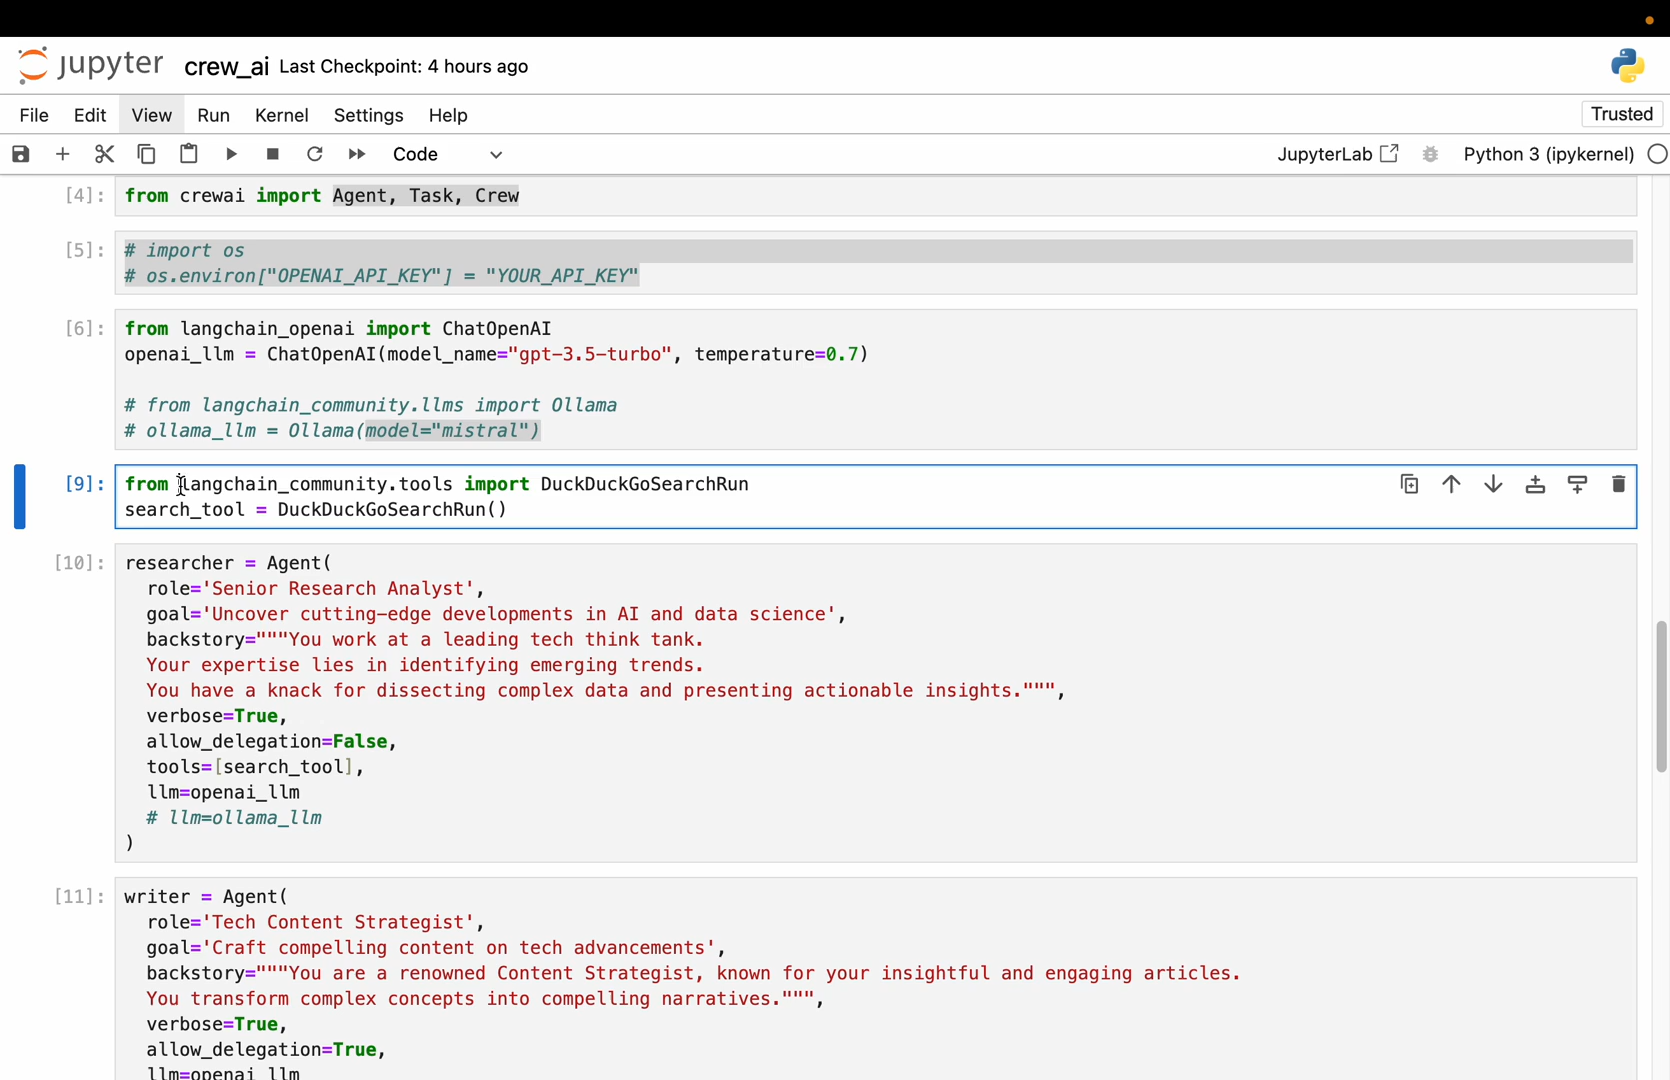 jupyter crew_ai Last Checkpoint: 4 hours ago
File Edit View Run Kernel Settings Help Trusted
Code JupyterLab Python 3 (ipykernel)
[4]: from crewai import Agent, Task, Crew
[5]: # import os
# os.environ["OPENAI_API_KEY"] = "YOUR_API_KEY"
[6]: from langchain_openai import ChatOpenAI
openai_llm = ChatOpenAI(model_name="gpt-3.5-turbo", temperature=0.7)
# from langchain_community.llms import Ollama
# ollama_llm = Ollama(model="mistral")
[9]: from langchain_community.tools import DuckDuckGoSearchRun
search_tool = DuckDuckGoSearchRun()
[10]: researcher = Agent(
role='Senior Research Analyst',
goal='Uncover cutting-edge developments in AI and data science',
backstory="""You work at a leading tech think tank.
Your expertise lies in identifying emerging trends.
You have a knack for dissecting complex data and presenting actionable insights.""",
verbose=True,
allow_delegation=False,
tools=[search_tool],
llm=openai_llm
# llm=ollama_llm
)
[11]: writer = Agent(
role='Tech Content Strategist',
goal='Craft compelling content on tech advancements',
backstory="""You are a renowned Content Strategist, known for your insightful and engaging articles.
You transform complex concepts into compelling narratives.""",
verbose=True,
allow_delegation=True,
llm=openai_llm